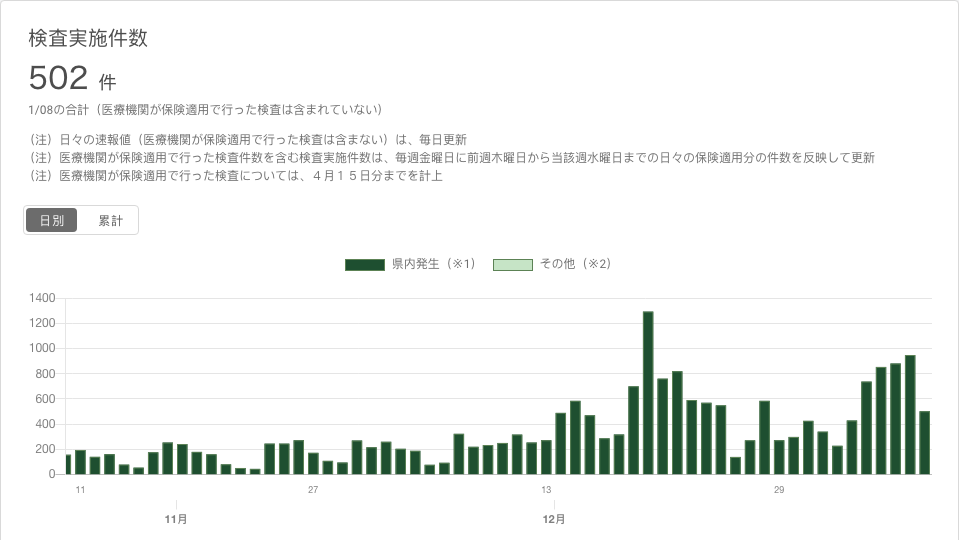 検査実施件数
502 件
1/08の合計（医療機関が保険適用で行った検査は含まれていない）
（注）日々の速報値（医療機関が保険適用で行った検査は含まない）は、毎日更新
（注）医療機関が保険適用で行った検査件数を含む検査実施件数は、毎週金曜日に前週木曜日から当該週水曜日までの日々の保険適用分の件数を反映して更新
（注）医療機関が保険適用で行った検査については、４月１５日分までを計上
日別 累計
県内発生（※1） その他（※2）
1400
1200
1000
800
600
400
200
0
11 27 13 29
11月 12月